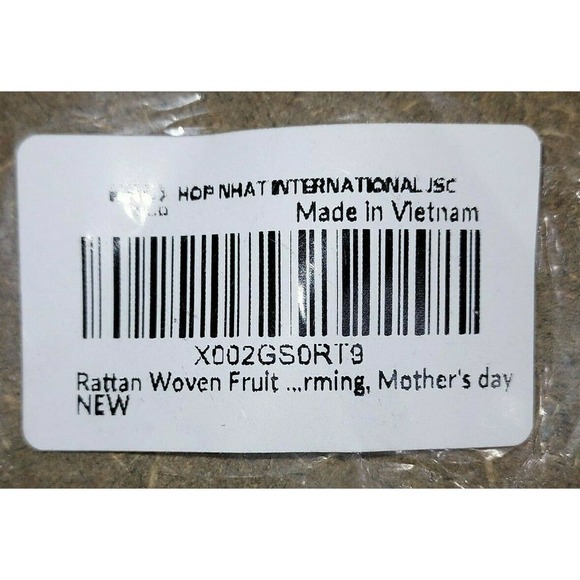 HOP NHAT INTERNATIONAL JSC
Made in Vietnam
X002GS0RT9
Rattan Woven Fruit ...rming, Mother's day
NEW